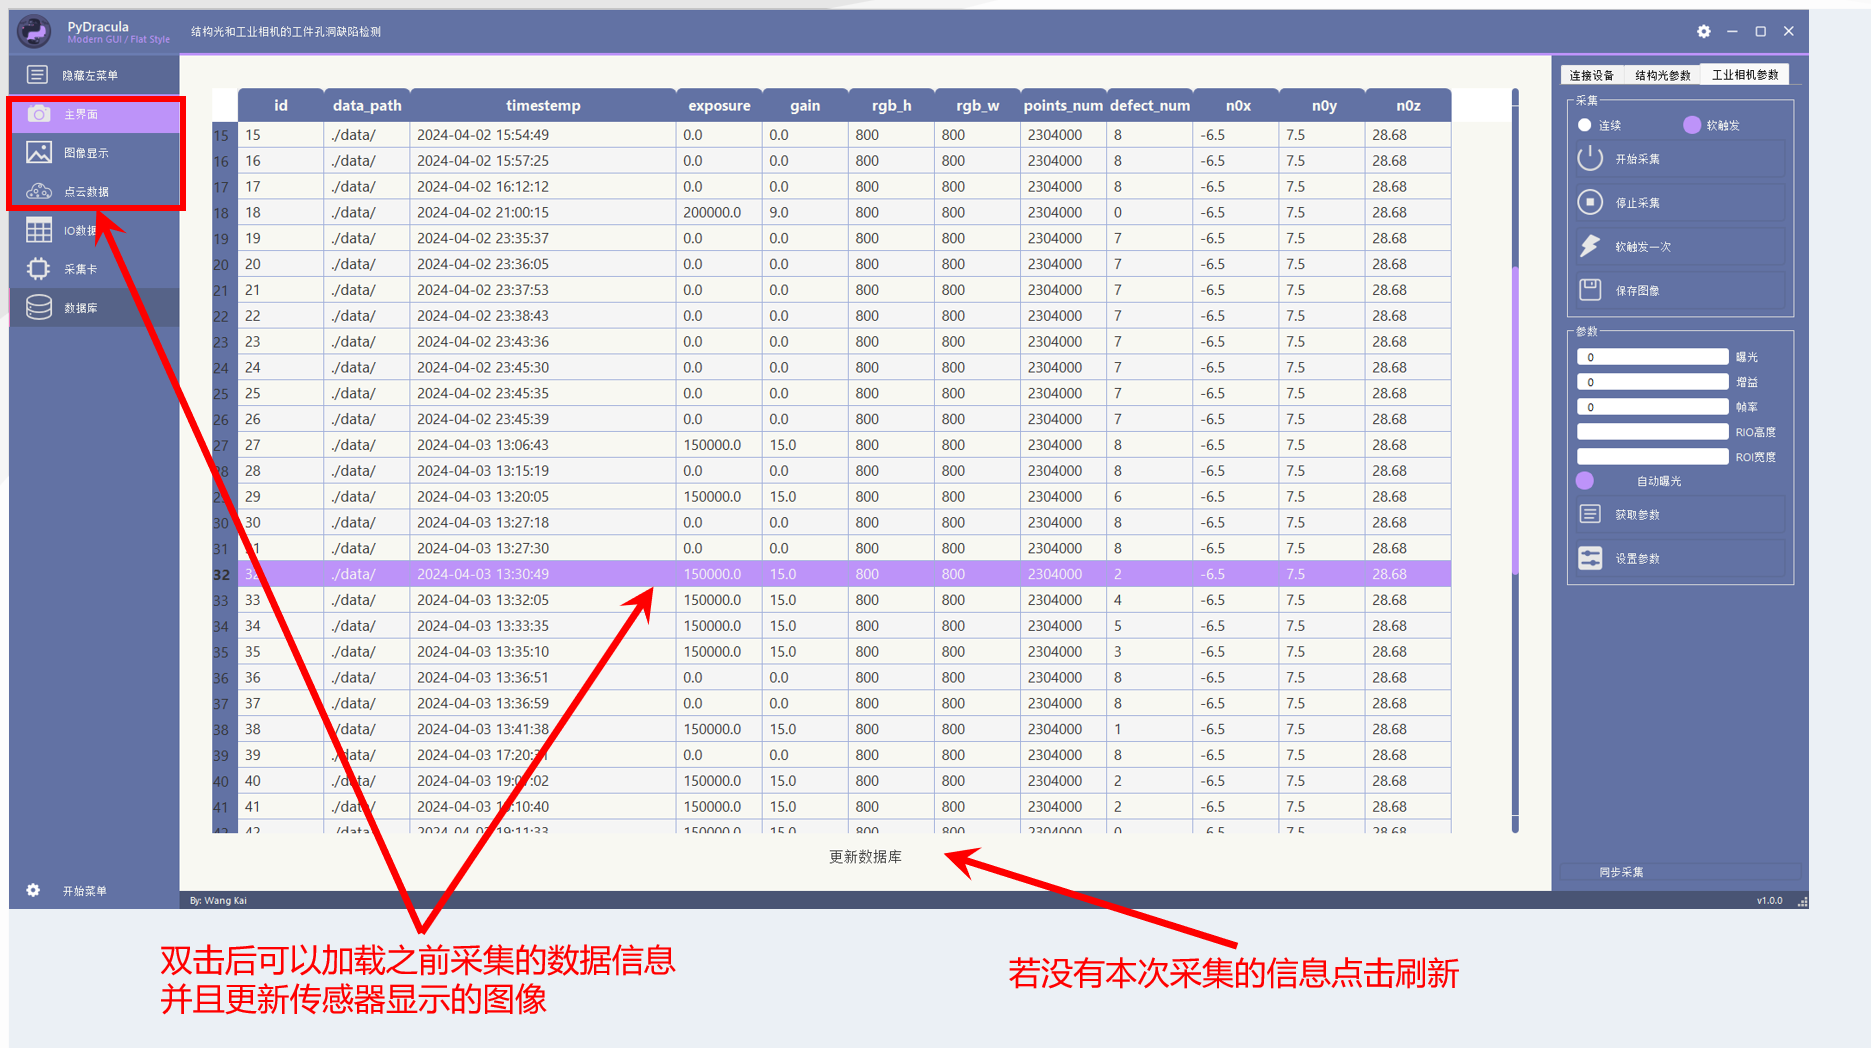 PyDracula
Modern GUI / Flat Style
结构光和工业相机的工件孔洞缺陷检测
隐藏左菜单
主界面
图像显示
点云数据
IO数据
采集卡
数据库
开始菜单
id data_path timestemp exposure gain rgb_h rgb_w points_num defect_num n0x n0y n0z
15 15 ./data/ 2024-04-02 15:54:49 0.0 0.0 800 800 2304000 8 -6.5 7.5 28.68
16 16 ./data/ 2024-04-02 15:57:25 0.0 0.0 800 800 2304000 8 -6.5 7.5 28.68
17 17 ./data/ 2024-04-02 16:12:12 0.0 0.0 800 800 2304000 8 -6.5 7.5 28.68
18 18 ./data/ 2024-04-02 21:00:15 200000.0 9.0 800 800 2304000 0 -6.5 7.5 28.68
19 19 ./data/ 2024-04-02 23:35:37 0.0 0.0 800 800 2304000 7 -6.5 7.5 28.68
20 20 ./data/ 2024-04-02 23:36:05 0.0 0.0 800 800 2304000 7 -6.5 7.5 28.68
21 21 ./data/ 2024-04-02 23:37:53 0.0 0.0 800 800 2304000 7 -6.5 7.5 28.68
22 22 ./data/ 2024-04-02 23:38:43 0.0 0.0 800 800 2304000 7 -6.5 7.5 28.68
23 23 ./data/ 2024-04-02 23:43:36 0.0 0.0 800 800 2304000 7 -6.5 7.5 28.68
24 24 ./data/ 2024-04-02 23:45:30 0.0 0.0 800 800 2304000 7 -6.5 7.5 28.68
25 25 ./data/ 2024-04-02 23:45:35 0.0 0.0 800 800 2304000 7 -6.5 7.5 28.68
26 26 ./data/ 2024-04-02 23:45:39 0.0 0.0 800 800 2304000 7 -6.5 7.5 28.68
27 27 ./data/ 2024-04-03 13:06:43 150000.0 15.0 800 800 2304000 8 -6.5 7.5 28.68
28 28 ./data/ 2024-04-03 13:15:19 0.0 0.0 800 800 2304000 8 -6.5 7.5 28.68
29 29 ./data/ 2024-04-03 13:20:05 150000.0 15.0 800 800 2304000 6 -6.5 7.5 28.68
30 30 ./data/ 2024-04-03 13:27:18 0.0 0.0 800 800 2304000 8 -6.5 7.5 28.68
31 31 ./data/ 2024-04-03 13:27:30 0.0 0.0 800 800 2304000 8 -6.5 7.5 28.68
32 32 ./data/ 2024-04-03 13:30:49 150000.0 15.0 800 800 2304000 2 -6.5 7.5 28.68
33 33 ./data/ 2024-04-03 13:32:05 150000.0 15.0 800 800 2304000 4 -6.5 7.5 28.68
34 34 ./data/ 2024-04-03 13:33:35 150000.0 15.0 800 800 2304000 5 -6.5 7.5 28.68
35 35 ./data/ 2024-04-03 13:35:10 150000.0 15.0 800 800 2304000 3 -6.5 7.5 28.68
36 36 ./data/ 2024-04-03 13:36:51 0.0 0.0 800 800 2304000 8 -6.5 7.5 28.68
37 37 ./data/ 2024-04-03 13:36:59 0.0 0.0 800 800 2304000 8 -6.5 7.5 28.68
38 38 ./data/ 2024-04-03 13:41:38 150000.0 15.0 800 800 2304000 1 -6.5 7.5 28.68
39 39 ./data/ 2024-04-03 0.0 0.0 800 800 2304000 8 -6.5 7.5 28.68
40 40 ./data/ 2024-04-03 150000.0 15.0 800 800 2304000 2 -6.5 7.5 28.68
41 41 ./data/ 2024-04-03 19:10:40 150000.0 15.0 800 800 2304000 2 -6.5 7.5 28.68
42 42 ./data/ 2024-04-03 19:11:33 150000.0 15.0 800 800 2304000 0 -6.5 7.5 28.68
更新数据库
By: Wang Kai
v1.0.0
连接设备 结构光参数 工业相机参数
采集
连续 软触发
开始采集
停止采集
软触发一次
保存图像
参数
0 曝光
0 增益
0 帧率
RIO高度
ROI宽度
自动曝光
获取参数
设置参数
同步采集
双击后可以加载之前采集的数据信息
并且更新传感器显示的图像
若没有本次采集的信息点击刷新